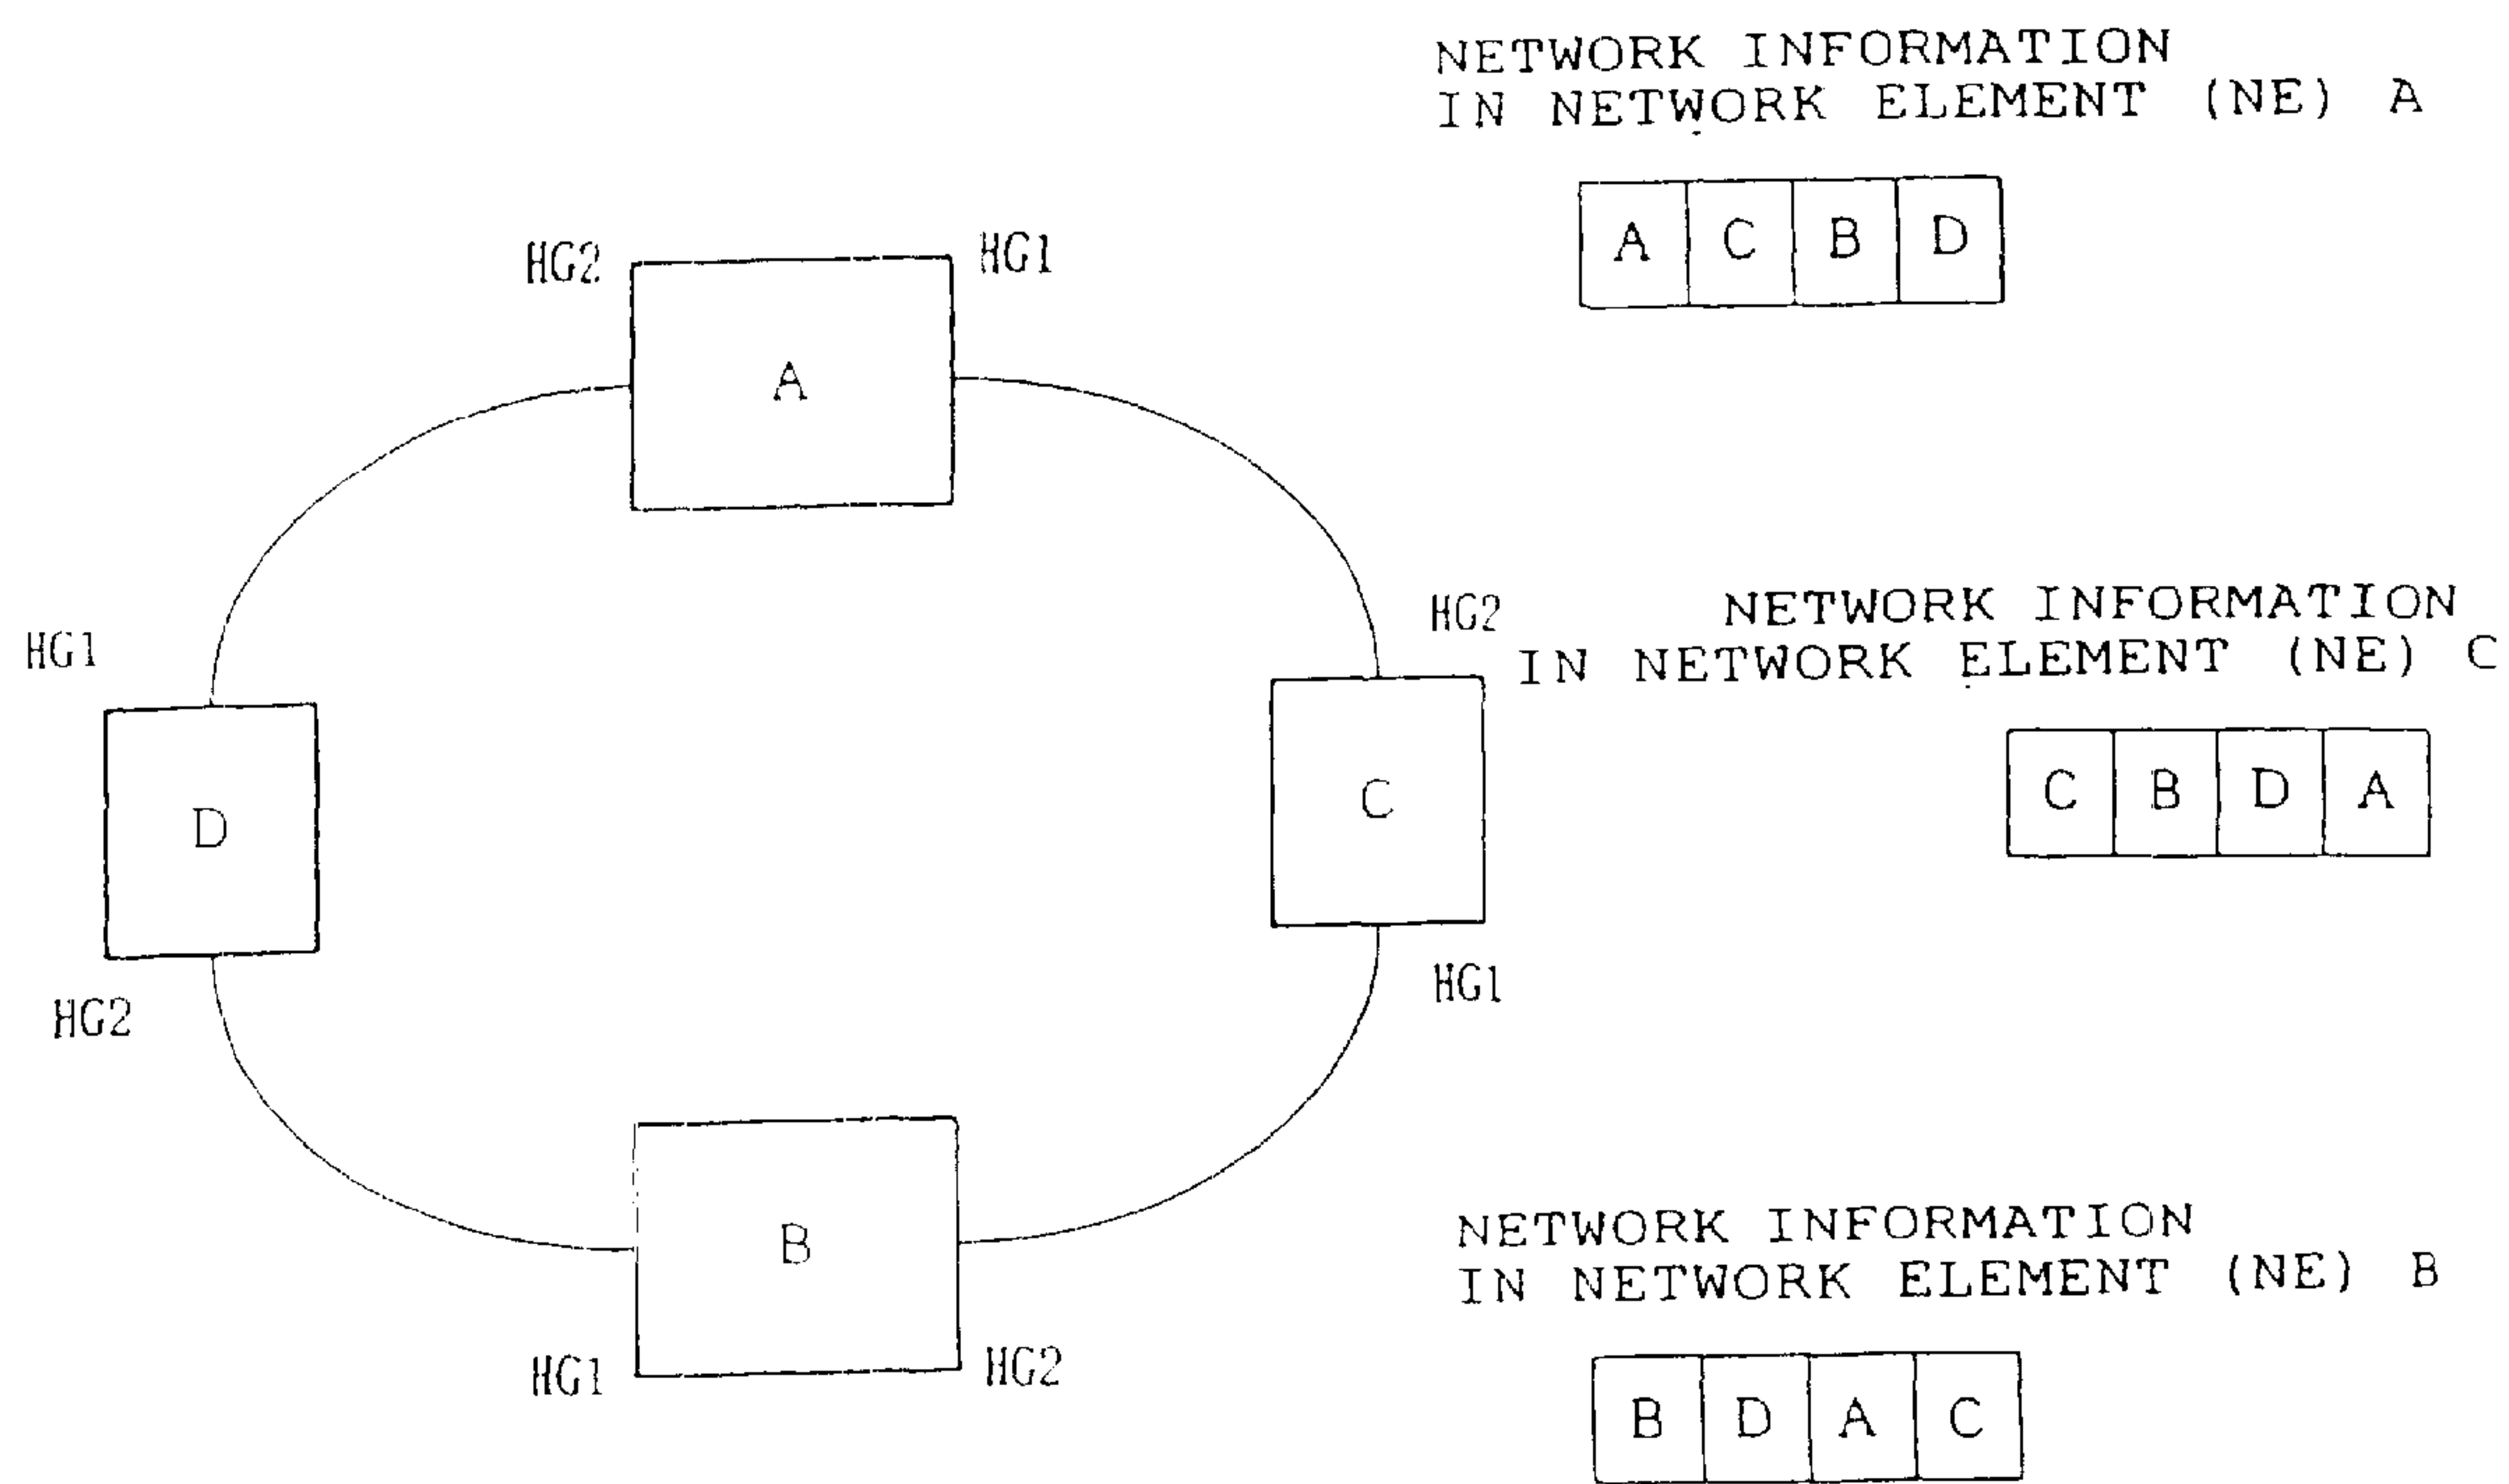 NETWORK INFORMATION
IN NETWORK ELEMENT (NE) A
A C B D
HG2 HG1
A
HG1
HG2
NETWORK INFORMATION
IN NETWORK ELEMENT (NE) C
C B D A
D
C
HG2
HG1
B
HG1 HG2
NETWORK INFORMATION
IN NETWORK ELEMENT (NE) B
B D A C